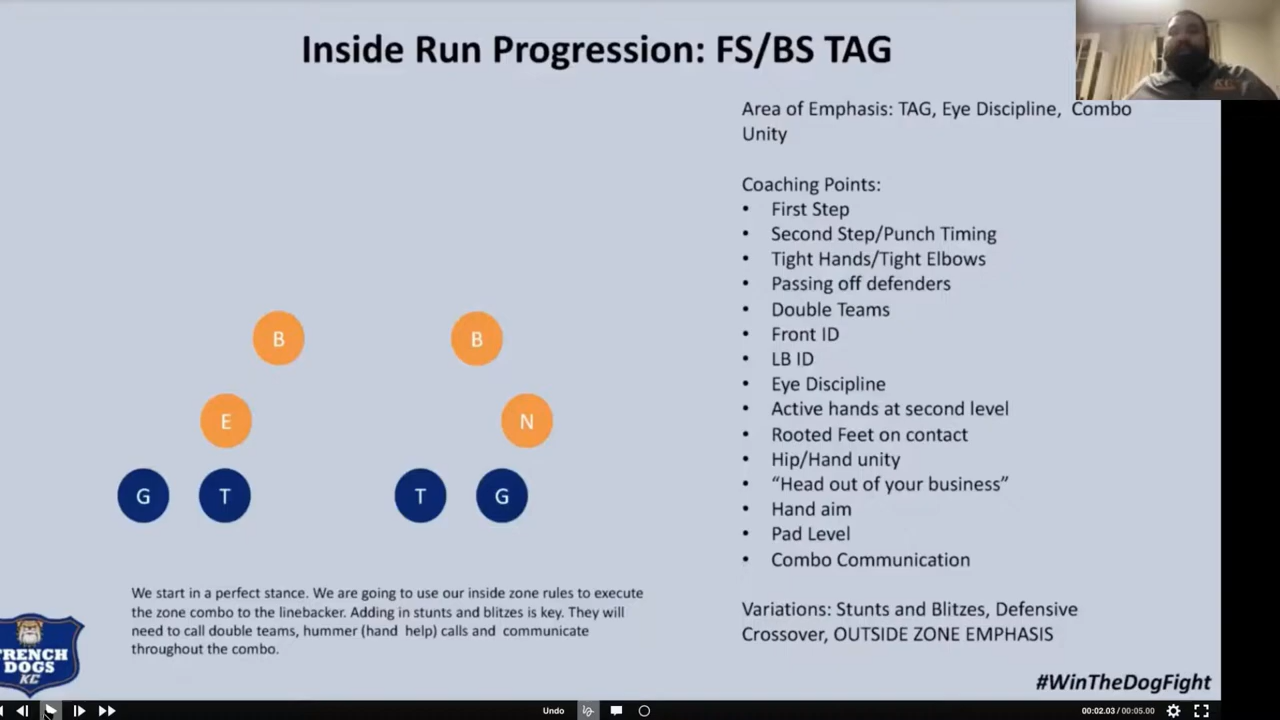 Inside Run Progression: FS/BS TAG
Area of Emphasis: TAG, Eye Discipline, Combo
Unity
Coaching Points:
• First Step
• Second Step/Punch Timing
• Tight Hands/Tight Elbows
• Passing off defenders
• Double Teams
• Front ID
• LB ID
• Eye Discipline
• Active hands at second level
• Rooted Feet on contact
• Hip/Hand unity
• “Head out of your business”
• Hand aim
• Pad Level
• Combo Communication
Variations: Stunts and Blitzes, Defensive
Crossover, OUTSIDE ZONE EMPHASIS
B B
E N
G T T G
We start in a perfect stance. We are going to use our inside zone rules to execute
the zone combo to the linebacker. Adding in stunts and blitzes is key. They will
need to call double teams, hummer (hand help) calls and communicate
throughout the combo.
TRENCH
DOGS
KC
#WinTheDogFight
Undo
00:02.03 / 00:05.00